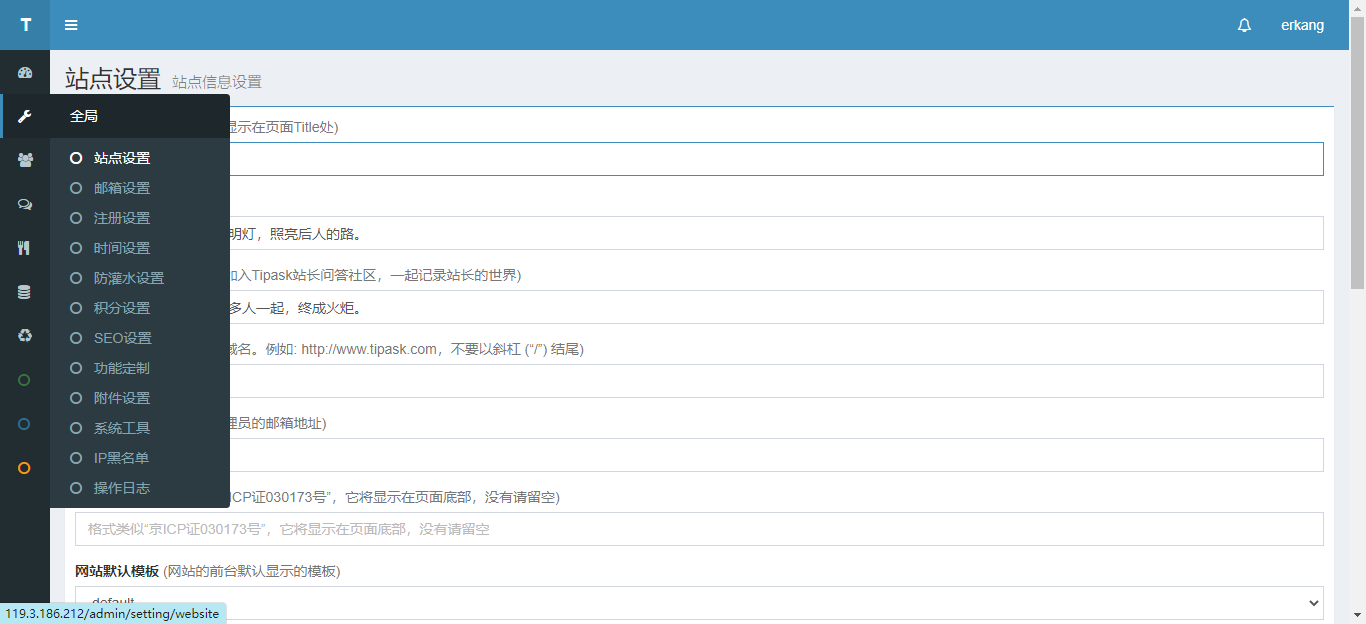 T
erkang
站点设置 站点信息设置
全局
显示在页面Title处)
站点设置
邮箱设置
注册设置
明灯，照亮后人的路。
时间设置
加入Tipask站长问答社区，一起记录站长的世界)
防灌水设置
积分设置
多人一起，终成火炬。
SEO设置
域名。例如: http://www.tipask.com，不要以斜杠 (“/”) 结尾)
功能定制
附件设置
系统工具
理员的邮箱地址)
IP黑名单
操作日志
ICP证030173号”，它将显示在页面底部，没有请留空)
格式类似“京ICP证030173号”，它将显示在页面底部，没有请留空
网站默认模板 (网站的前台默认显示的模板)
default
119.3.186.212/admin/setting/website